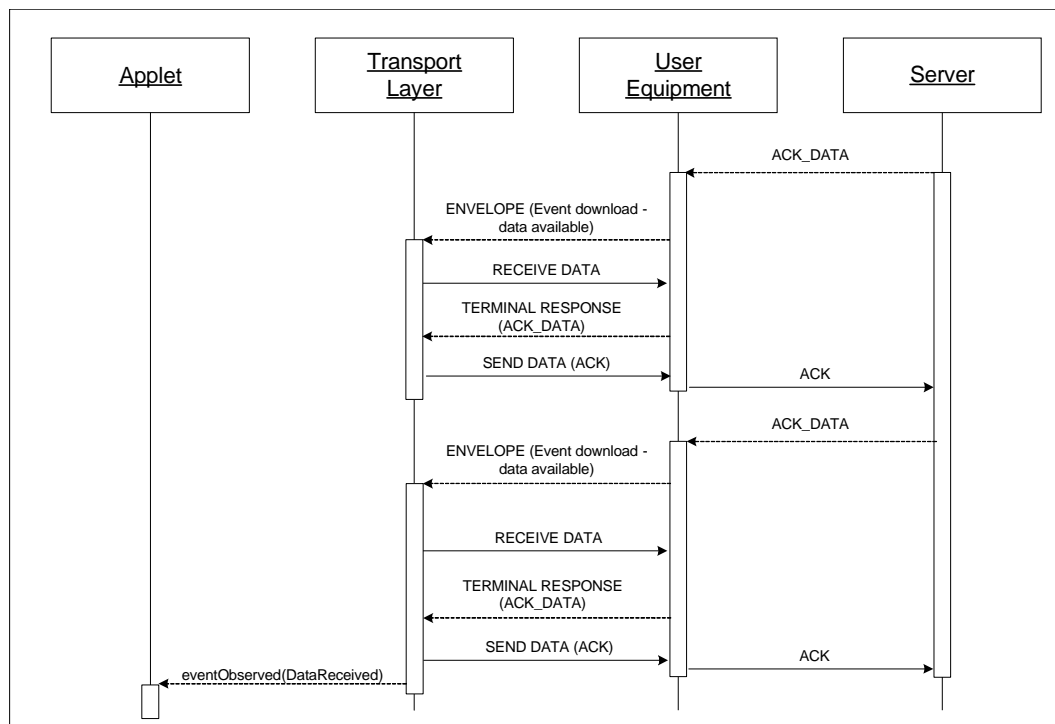 Applet
Transport
Layer
User
Equipment
Server
ACK_DATA
ENVELOPE (Event download -
data available)
RECEIVE DATA
TERMINAL RESPONSE
(ACK_DATA)
SEND DATA (ACK)
ACK
ACK_DATA
ENVELOPE (Event download -
data available)
RECEIVE DATA
TERMINAL RESPONSE
(ACK_DATA)
SEND DATA (ACK)
ACK
eventObserved(DataReceived)